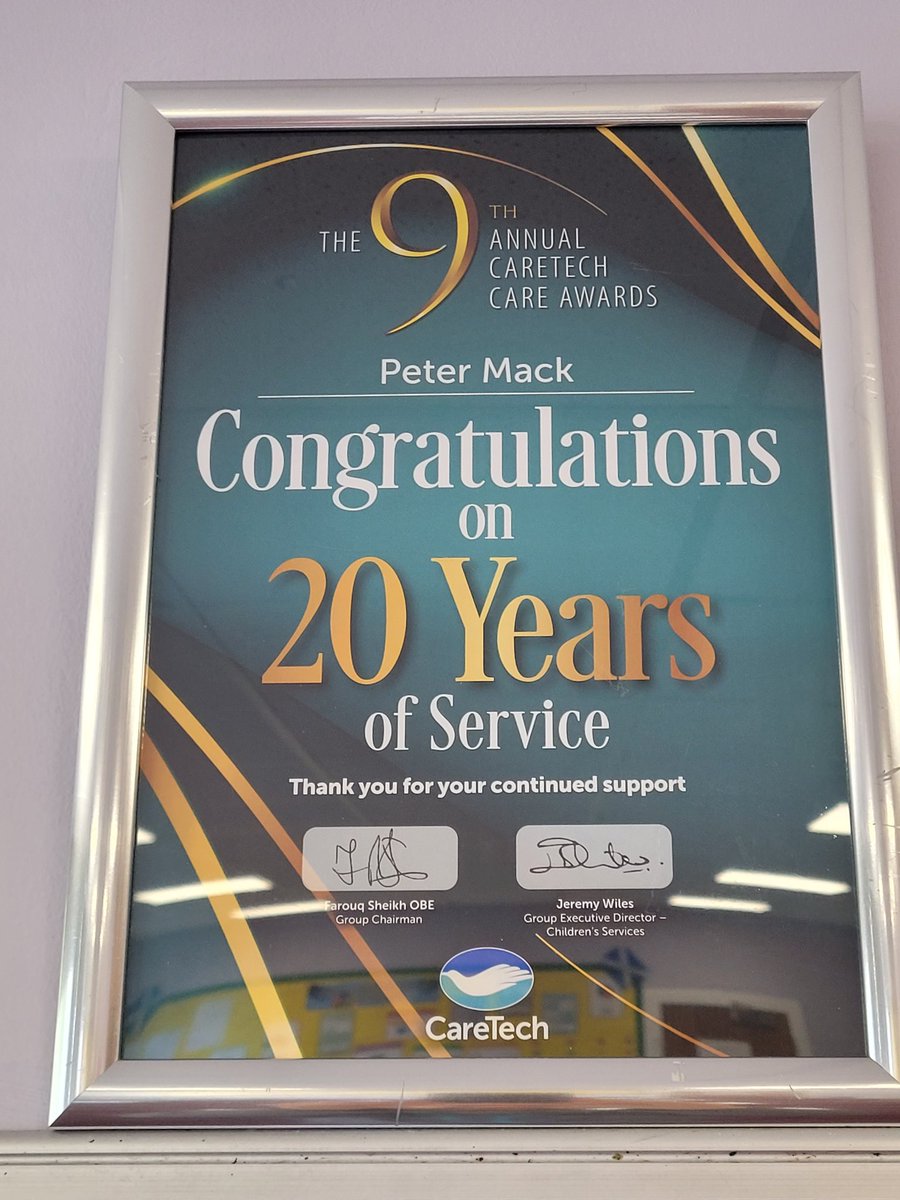 THE 9TH
ANNUAL
CARETECH
CARE AWARDS
Peter Mack
Congratulations
on
20 Years
of Service
Thank you for your continued support
Farouq Sheikh OBE
Group Chairman
Jeremy Wiles
Group Executive Director –
Children's Services
CareTech